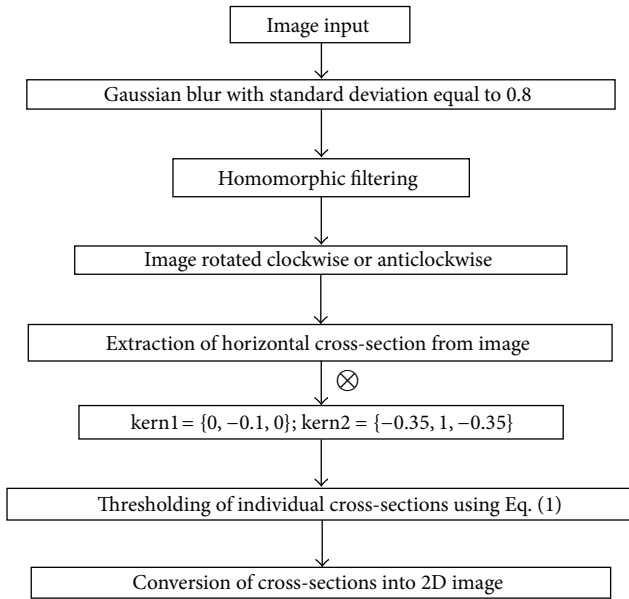 Image input
Gaussian blur with standard deviation equal to 0.8
Homomorphic filtering
Image rotated clockwise or anticlockwise
Extraction of horizontal cross-section from image
⊗
kern1 = {0, −0.1, 0}; kern2 = {−0.35, 1, −0.35}
Thresholding of individual cross-sections using Eq. (1)
Conversion of cross-sections into 2D image